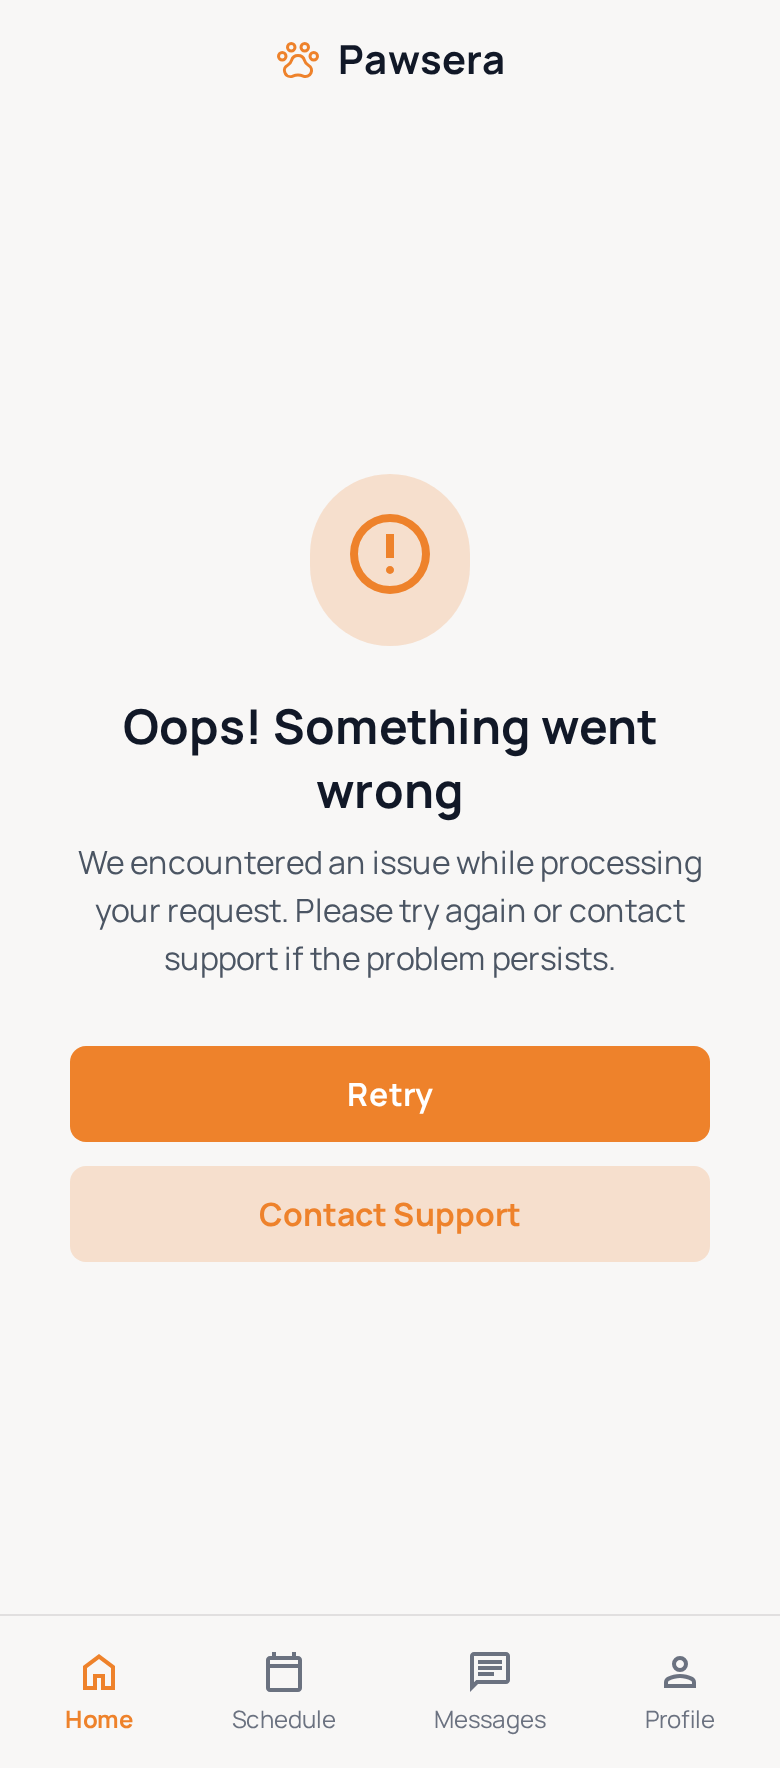 Pawsera
Oops! Something went
wrong
We encountered an issue while processing
your request. Please try again or contact
support if the problem persists.
Retry
Contact Support
Home
Schedule
Messages
Profile